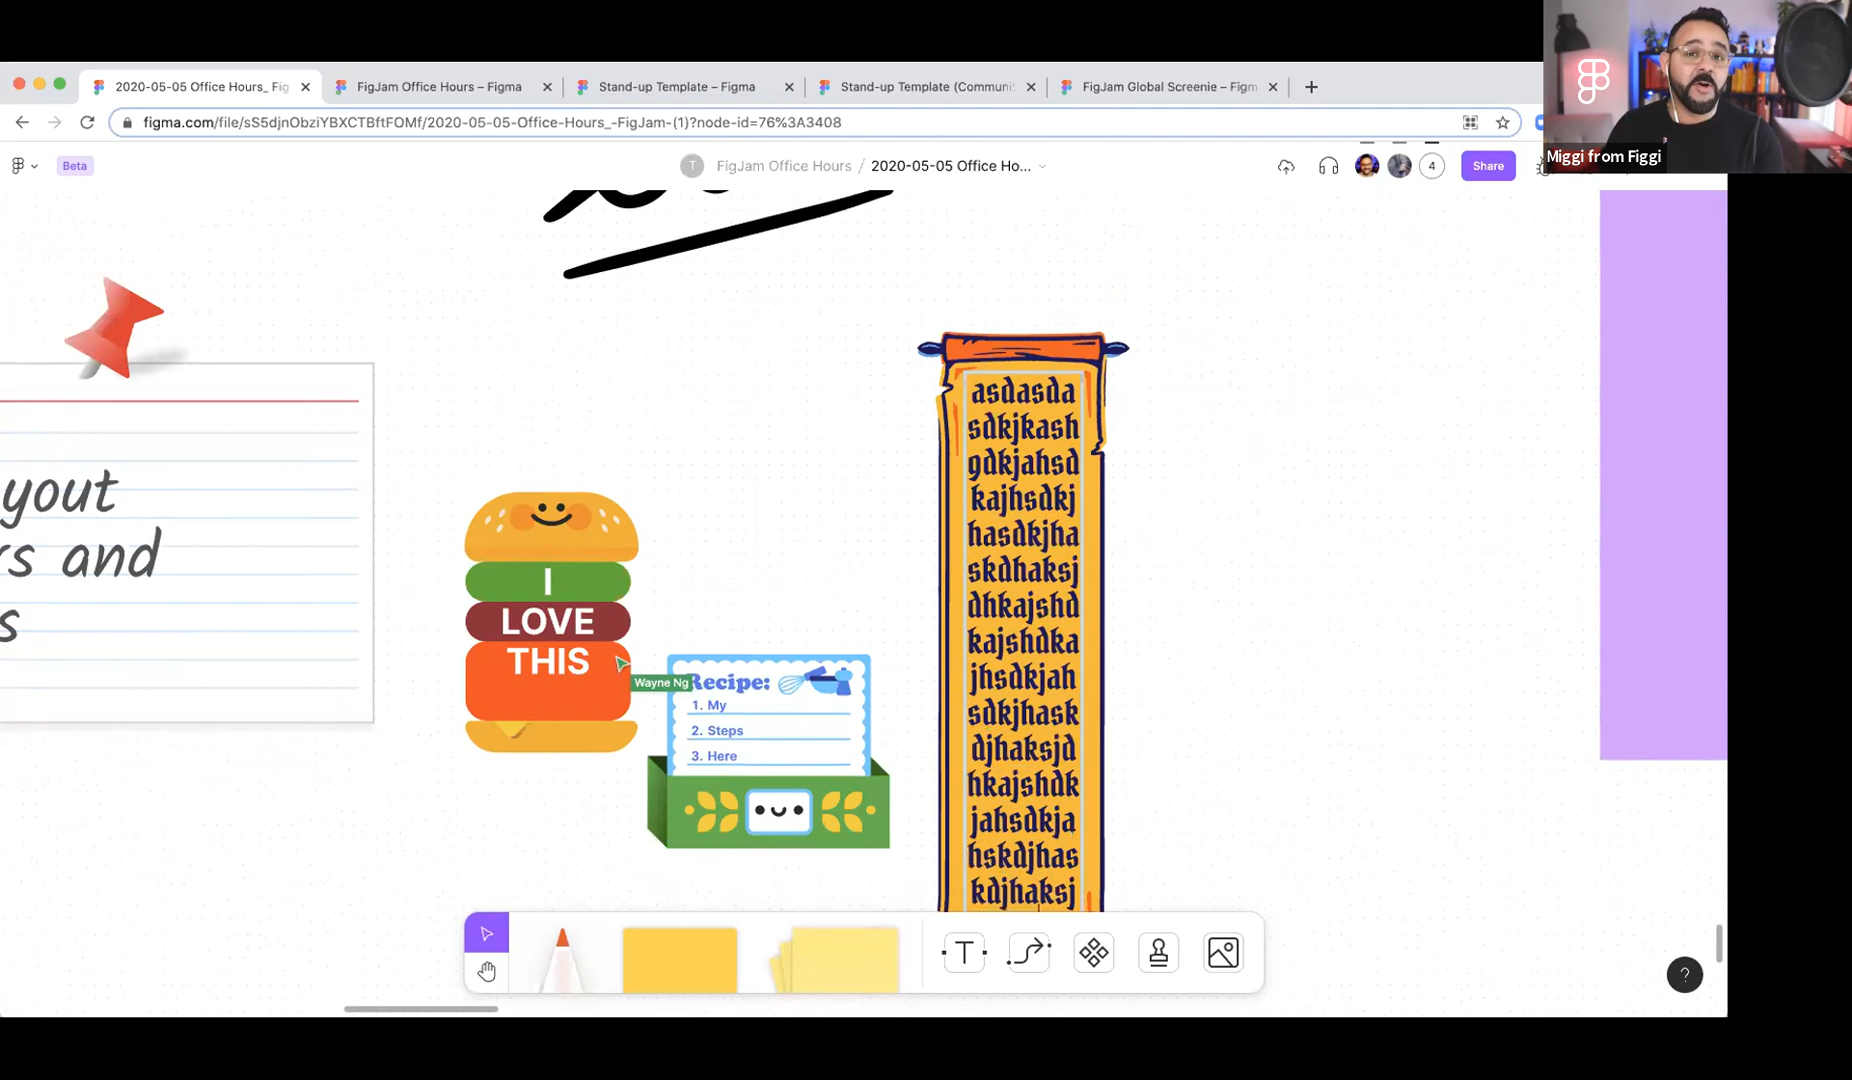 2020-05-05 Office Hours_ Fig
FigJam Office Hours – Figma
Stand-up Template – Figma
Stand-up Template (Communi
FigJam Global Screenie – Figm
figma.com/file/sS5djnObziYBXCTBftFOMf/2020-05-05-Office-Hours_-FigJam-(1)?node-id=76%3A3408
Miggi from Figgi
Beta
T
FigJam Office Hours / 2020-05-05 Office Ho...
4
Share
yout
rs and
s
I
LOVE
THIS
Wayne Ng
Recipe:
1. My
2. Steps
3. Here
asdasda
sdkjkash
gdkjahsd
kajhsdkj
hasdkjha
skdhaksj
dhkajshd
kajshdka
jhsdkjah
sdkjhask
djhaksjd
hkajshdk
jahsdkja
hskdjhas
kdjhaksj
T
?